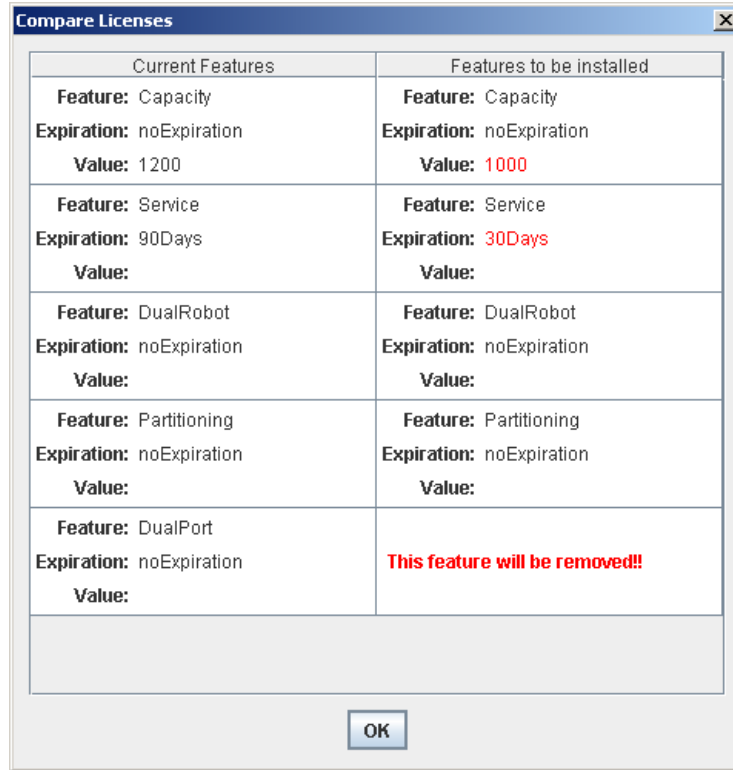 Compare Licenses
Current Features Features to be installed
Feature: Capacity Feature: Capacity
Expiration: noExpiration Expiration: noExpiration
Value: 1200 Value: 1000
Feature: Service Feature: Service
Expiration: 90Days Expiration: 30Days
Value: Value:
Feature: DualRobot Feature: DualRobot
Expiration: noExpiration Expiration: noExpiration
Value: Value:
Feature: Partitioning Feature: Partitioning
Expiration: noExpiration Expiration: noExpiration
Value: Value:
Feature: DualPort
Expiration: noExpiration This feature will be removed!!
Value:
OK